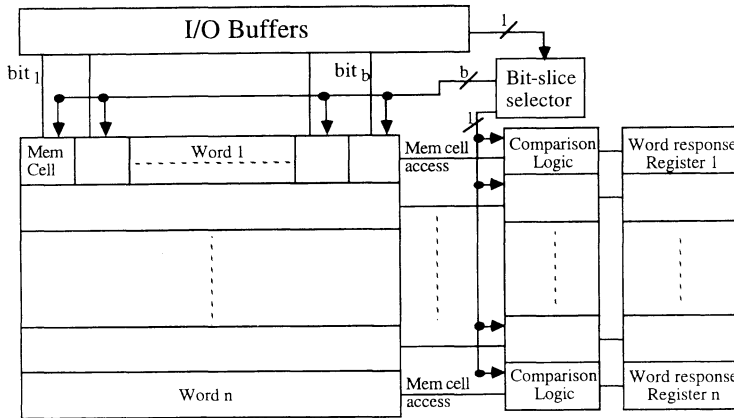 I/O Buffers
1
bit 1
bit b
b
Bit-slice
selector
1
Mem
Cell
Word 1
Mem cell
access
Comparison
Logic
Word response
Register 1
Word n
Mem cell
access
Comparison
Logic
Word response
Register n